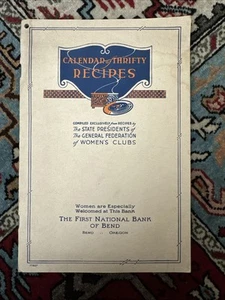 CALENDAR of THRIFTY
RECIPES
COMPILED EXCLUSIVELY from RECIPES by
The STATE PRESIDENTS of
The GENERAL FEDERATION
of WOMEN'S CLUBS
Women are Especially
Welcomed at This Bank
THE FIRST NATIONAL BANK
OF BEND
BEND, OREGON